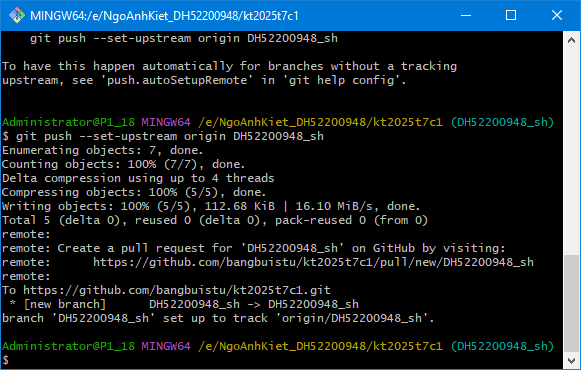 MINGW64:/e/NgoAnhKiet_DH52200948/kt2025t7c1
git push --set-upstream origin DH52200948_sh
To have this happen automatically for branches without a tracking
upstream, see 'push.autoSetupRemote' in 'git help config'.
Administrator@P1_18 MINGW64 /e/NgoAnhKiet_DH52200948/kt2025t7c1 (DH52200948_sh)
$ git push --set-upstream origin DH52200948_sh
Enumerating objects: 7, done.
Counting objects: 100% (7/7), done.
Delta compression using up to 4 threads
Compressing objects: 100% (5/5), done.
Writing objects: 100% (5/5), 112.68 KiB | 16.10 MiB/s, done.
Total 5 (delta 0), reused 0 (delta 0), pack-reused 0 (from 0)
remote:
remote: Create a pull request for 'DH52200948_sh' on GitHub by visiting:
remote:      https://github.com/bangbuistu/kt2025t7c1/pull/new/DH52200948_sh
remote:
To https://github.com/bangbuistu/kt2025t7c1.git
 * [new branch]      DH52200948_sh -> DH52200948_sh
branch 'DH52200948_sh' set up to track 'origin/DH52200948_sh'.
Administrator@P1_18 MINGW64 /e/NgoAnhKiet_DH52200948/kt2025t7c1 (DH52200948_sh)
$